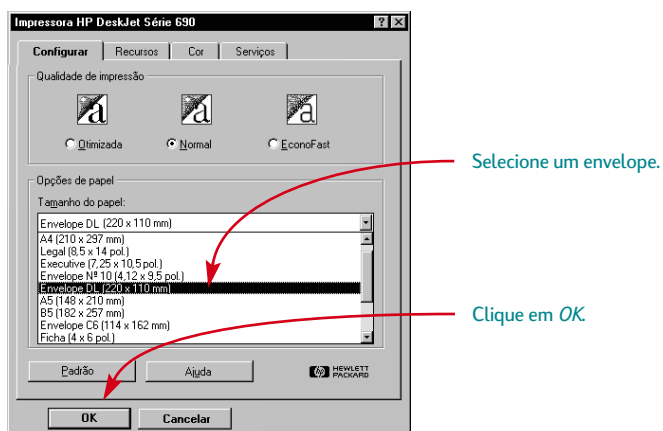 Impressora HP DeskJet Série 690
Configurar Recursos Cor Serviços
Qualidade de impressão
Otimizada Normal EconoFast
Selecione um envelope.
Opções de papel
Tamanho do papel:
Envelope DL (220 x 110 mm)
A4 (210 x 297 mm)
Legal (8,5 x 14 pol.)
Executive (7,25 x 10,5 pol.)
Envelope Nº 10 (4,12 x 9,5 pol.)
Envelope DL (220 x 110 mm)
A5 (148 x 210 mm)
B5 (182 x 257 mm)
Envelope C6 (114 x 162 mm)
Ficha (4 x 6 pol.)
Clique em OK.
Padrão Ajuda hp HEWLETT
PACKARD
OK Cancelar